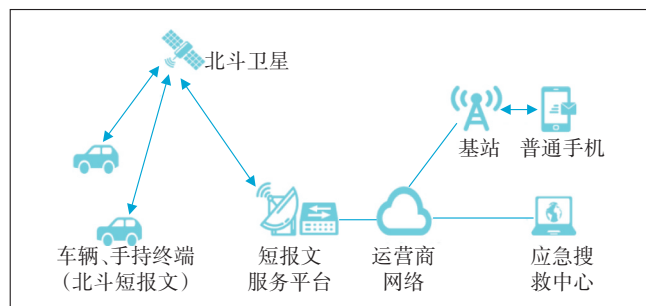 北斗卫星
基站
普通手机
车辆、手持终端
（北斗短报文）
短报文
服务平台
运营商
网络
应急搜
救中心